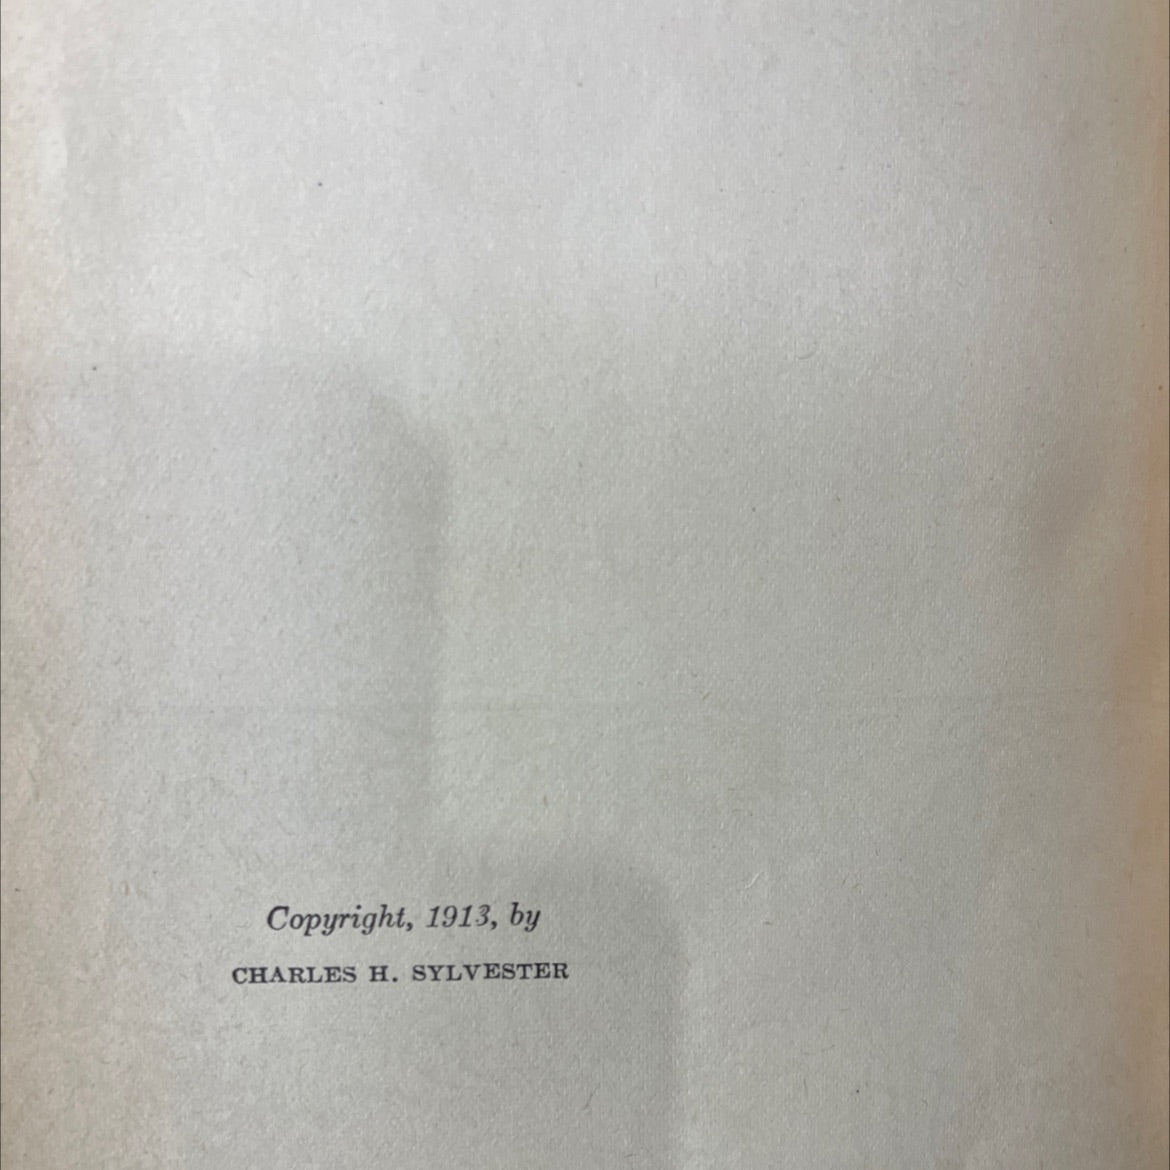 Copyright, 1913, by
CHARLES H. SYLVESTER